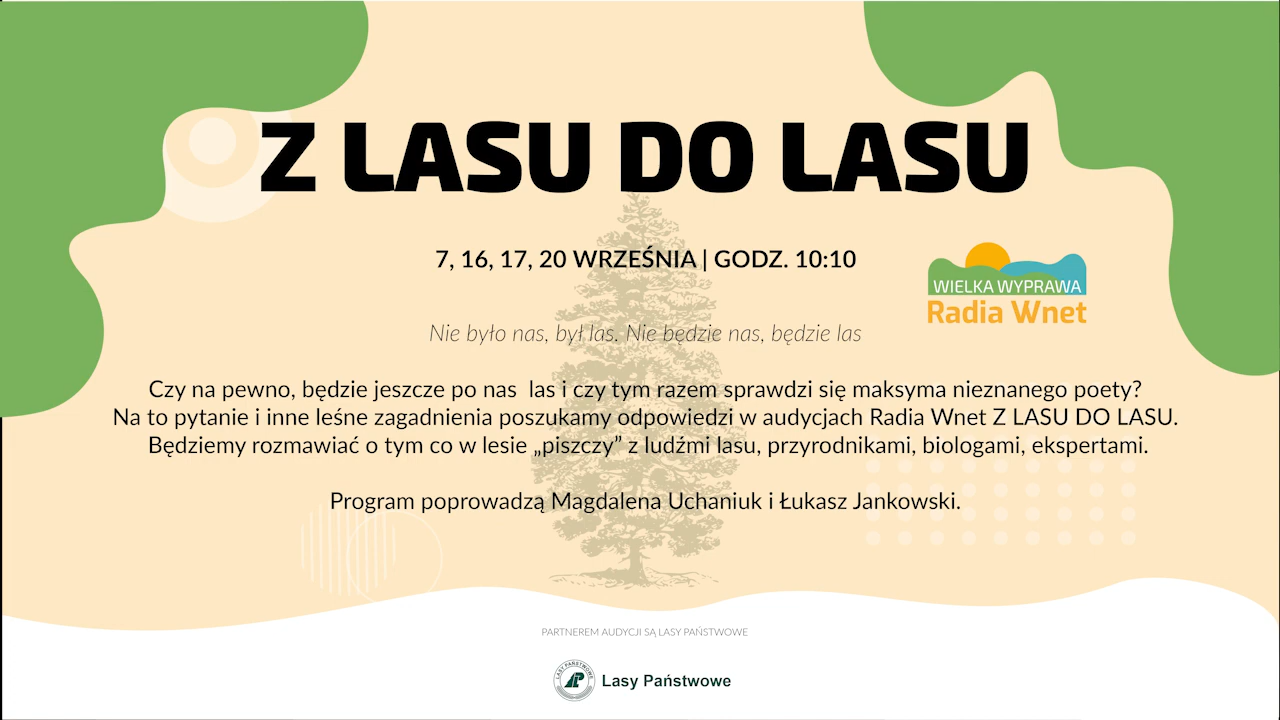 Z LASU DO LASU
7, 16, 17, 20 WRZEŚNIA | GODZ. 10:10
WIELKA WYPRAWA
Radia Wnet
Nie było nas, był las. Nie będzie nas, będzie las
Czy na pewno, będzie jeszcze po nas  las i czy tym razem sprawdzi się maksyma nieznanego poety?
Na to pytanie i inne leśne zagadnienia poszukamy odpowiedzi w audycjach Radia Wnet Z LASU DO LASU.
Będziemy rozmawiać o tym co w lesie „piszczy” z ludźmi lasu, przyrodnikami, biologami, ekspertami.
Program poprowadzą Magdalena Uchaniuk i Łukasz Jankowski.
PARTNEREM AUDYCJI SĄ LASY PAŃSTWOWE
LASY PAŃSTWOWE
Lasy Państwowe